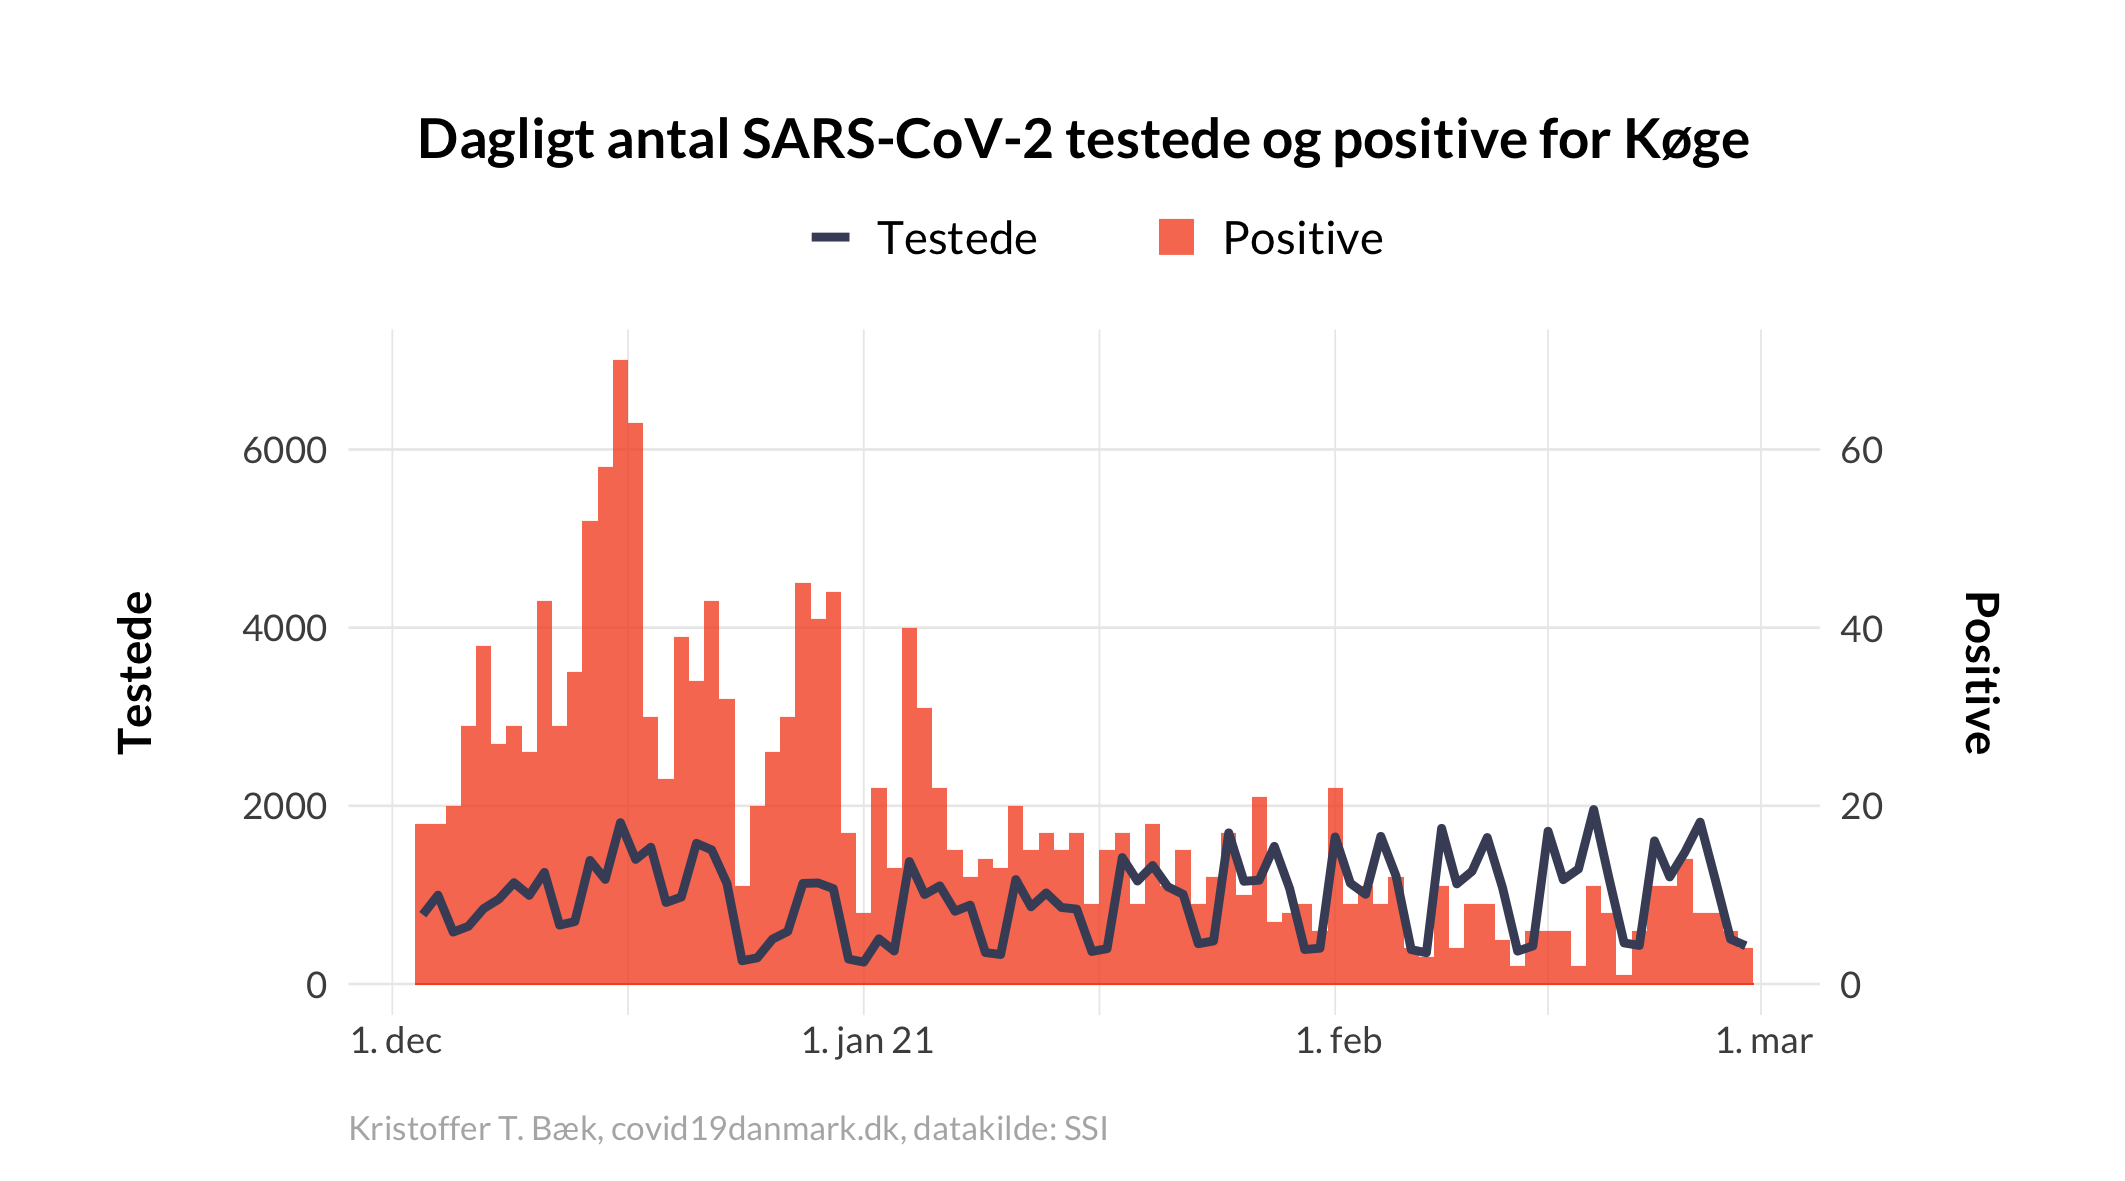 Dagligt antal SARS-CoV-2 testede og positive for Køge
Testede Positive
6000 60
4000 40
2000 20
0 0
Testede
Positive
1. dec 1. jan 21 1. feb 1. mar
Kristoffer T. Bæk, covid19danmark.dk, datakilde: SSI